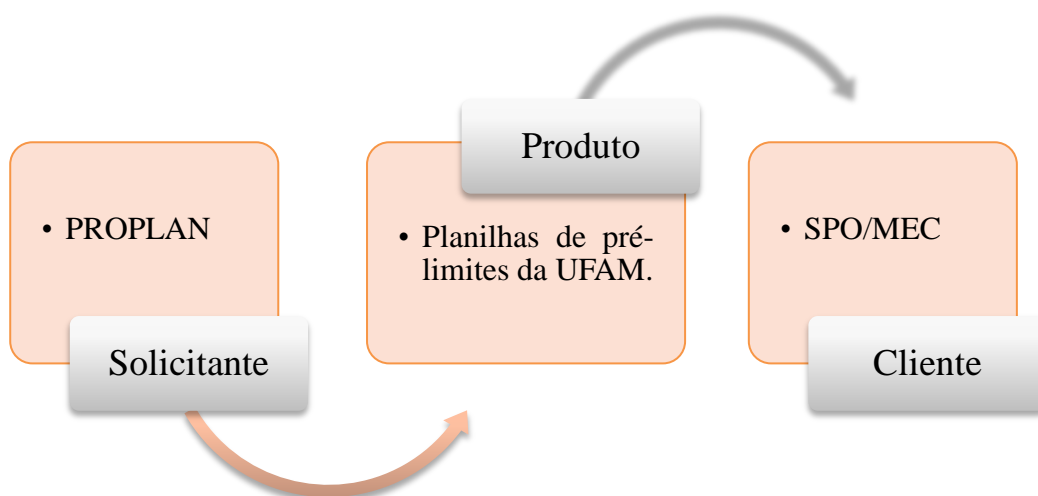 • PROPLAN
Solicitante
Produto
• Planilhas de pré-
limites da UFAM.
• SPO/MEC
Cliente